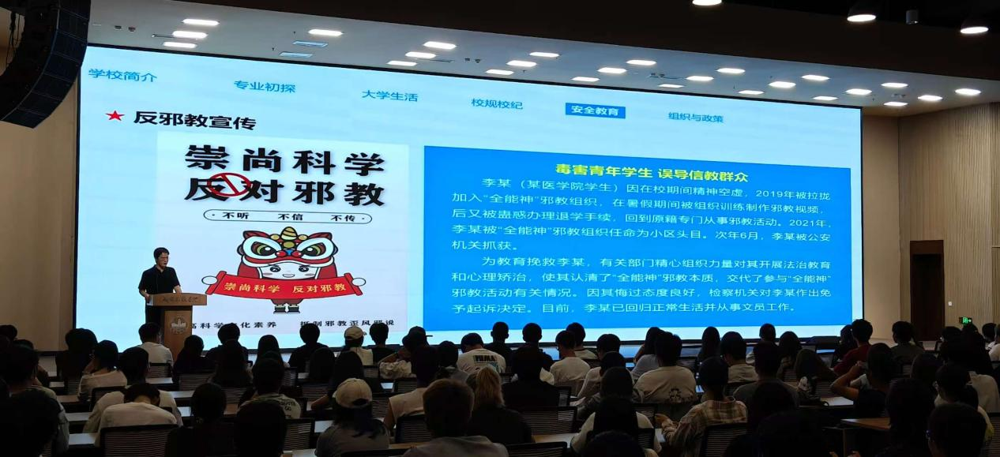 学校简介
专业初探
大学生活
校规校纪
安全教育
组织与政策
反邪教宣传
崇尚科学
反对邪教
不听 不信 不传
崇尚科学 反对邪教
科学文化素养 抵制邪教歪风邪说
毒害青年学生 误导信教群众
李某（某医学院学生）因在校期间精神空虚，2019年被拉拢
加入“全能神”邪教组织，在暑假期间被组织训练制作邪教视频，
后又被蛊惑办理退学手续，回到原籍专门从事邪教活动。2021年，
李某被“全能神”邪教组织任命为小区头目。次年6月，李某被公安
机关抓获。
为教育挽救李某，有关部门精心组织力量对其开展法治教育
和心理矫治，使其认清了“全能神”邪教本质，交代了参与“全能神”
邪教活动有关情况。因其悔过态度良好，检察机关对李某作出免
予起诉决定。目前，李某已回归正常生活并从事文员工作。